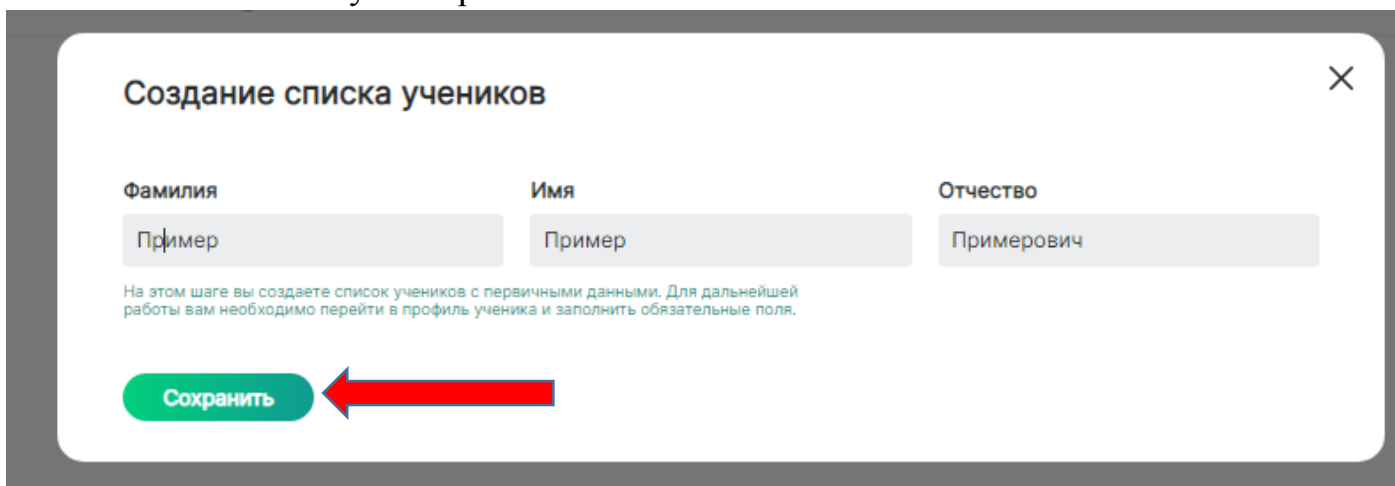 Создание списка учеников
Фамилия Имя Отчество
Пример Пример Примерович
На этом шаге вы создаете список учеников с первичными данными. Для дальнейшей
работы вам необходимо перейти в профиль ученика и заполнить обязательные поля.
Сохранить